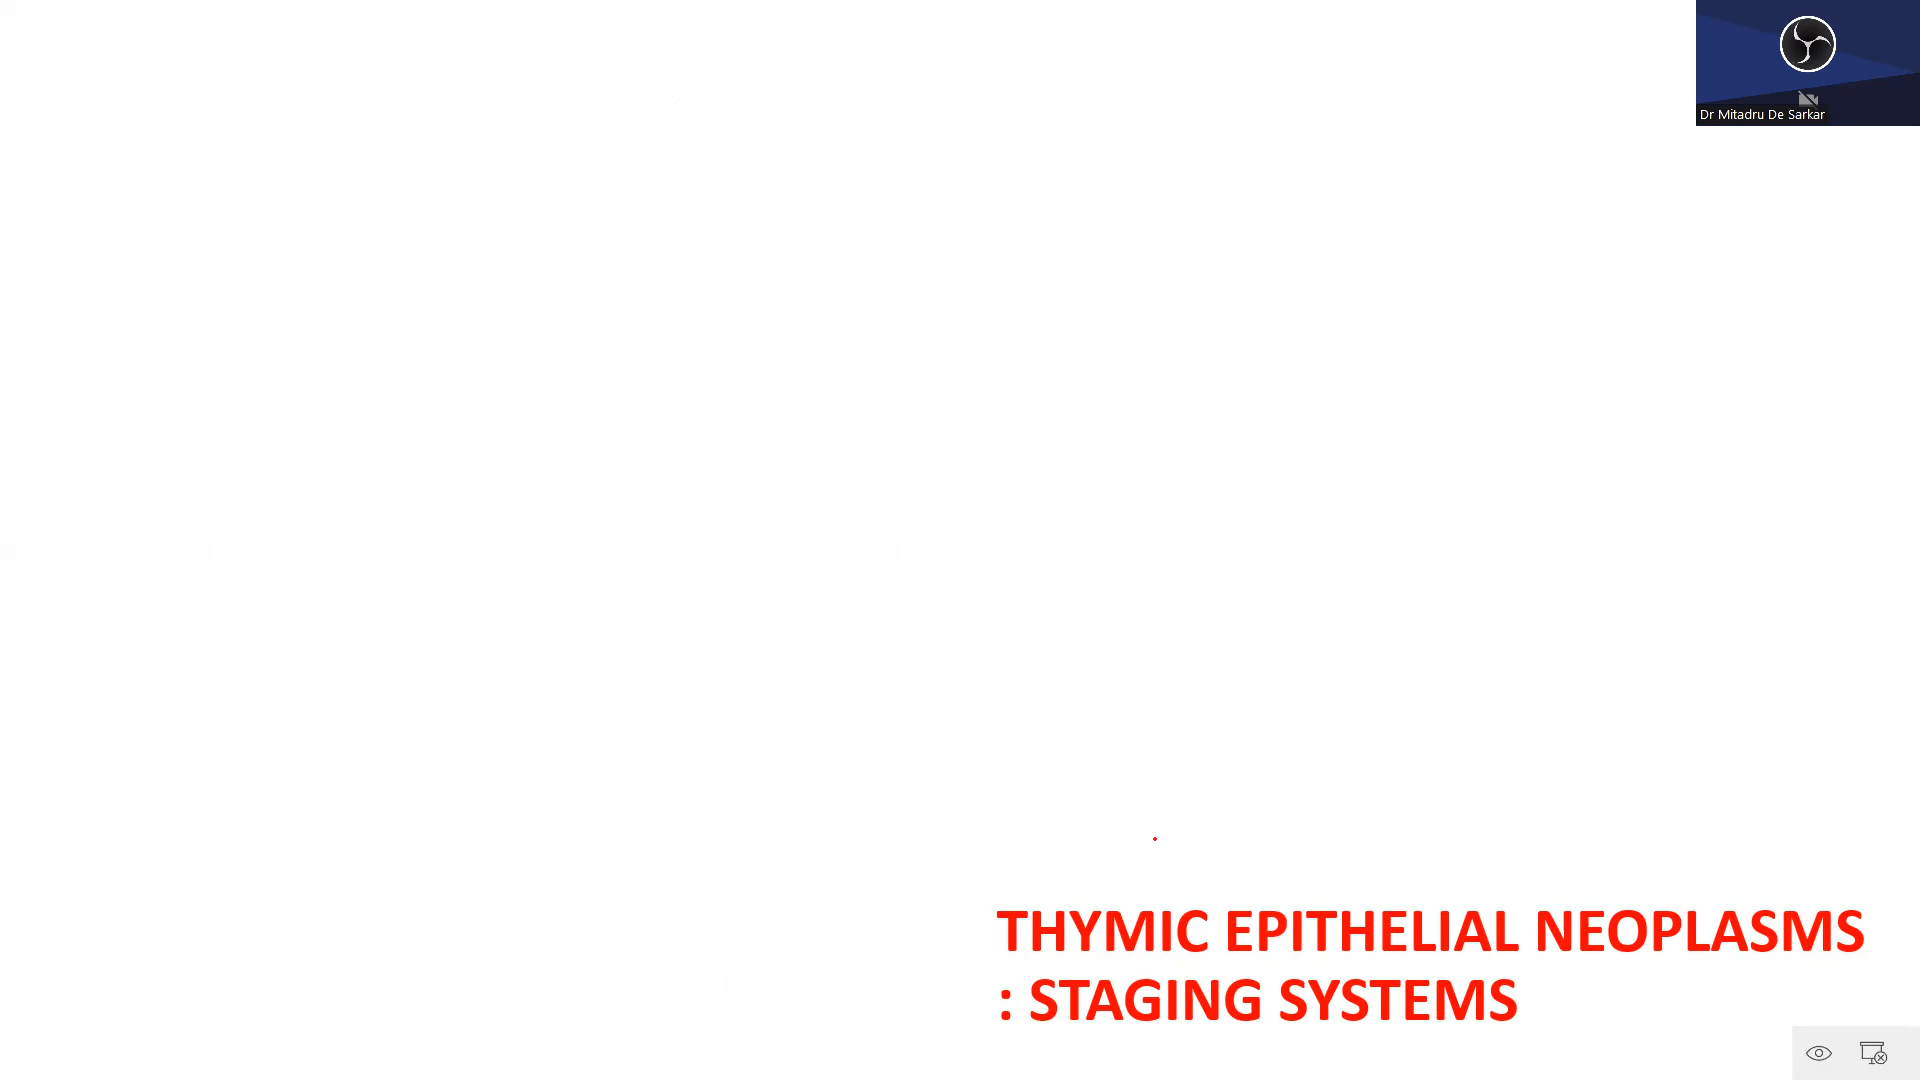 Dr Mitadru De Sarkar
THYMIC EPITHELIAL NEOPLASMS
: STAGING SYSTEMS